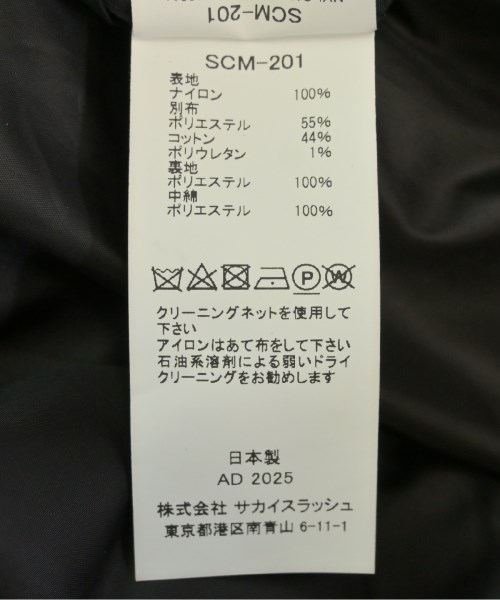 SCM-201
SCM-201
表地
ナイロン 100%
別布
ポリエステル 55%
コットン 44%
ポリウレタン 1%
裏地
ポリエステル 100%
中綿
ポリエステル 100%
P W
クリーニングネットを使用して
下さい
アイロンはあて布をして下さい
石油系溶剤による弱いドライ
クリーニングをお勧めします
日本製
AD 2025
株式会社 サカイスラッシュ
東京都港区南青山 6-11-1